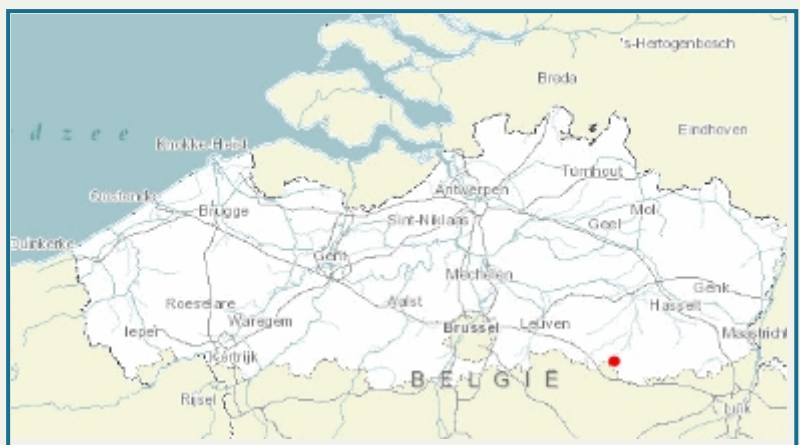 's-Hertogenbosch
Breda
d z e e
Eindhoven
Knokke-Heist
Turnhout
Antwerpen
Oostende
Mol
Brugge
Sint-Niklaas
Geel
Duinkerke
Gent
Mechelen
Genk
Roeselare
Aalst
Hasselt
Waregem
Brussel
Leuven
Ieper
Maastricht
Kortrijk
BELGIË
Rijsel
Luik